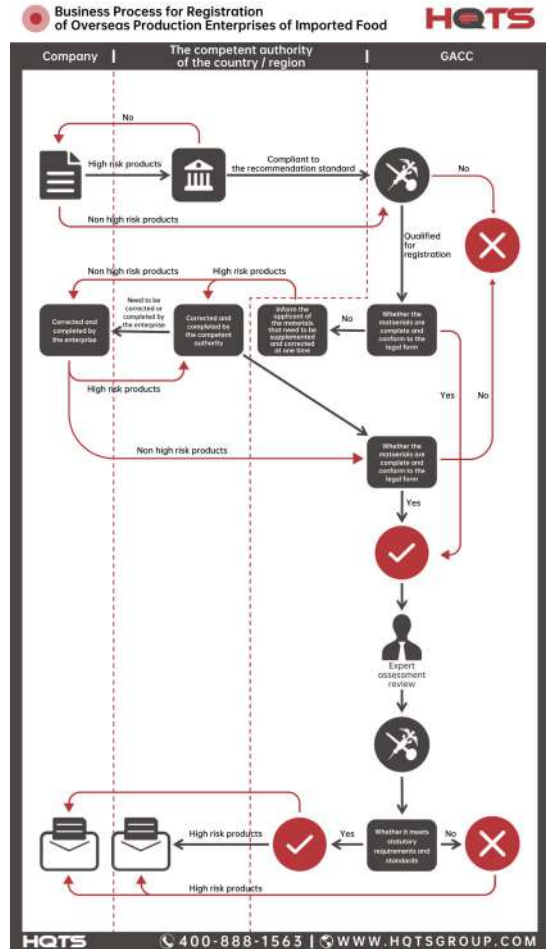 Business Process for Registration
of Overseas Production Enterprises of Imported Food
HQTS
Company
The competent authority
of the country / region
GACC
No
High risk products
Compliant to
the recommendation standard
No
Non high risk products
Qualified
for
registration
Non high risk products
High risk products
Corrected and
completed by
the enterprise
Need to be
corrected or
completed by
the enterprise
Corrected and
completed by
the competent
authority
Inform the
applicant of
the materials
that need to be
supplemented
and corrected
at one time
No
Whether the
materials are
complete and
conform to the
legal form
High risk products
Yes
No
Non high risk products
Whether the
materials are
complete and
conform to the
legal form
Yes
Expert
assessment
review
High risk products
Yes
Whether it meets
statutory
requirements and
standards
No
High risk products
HQTS
400-888-1563 | WWW.HQTSGROUP.COM